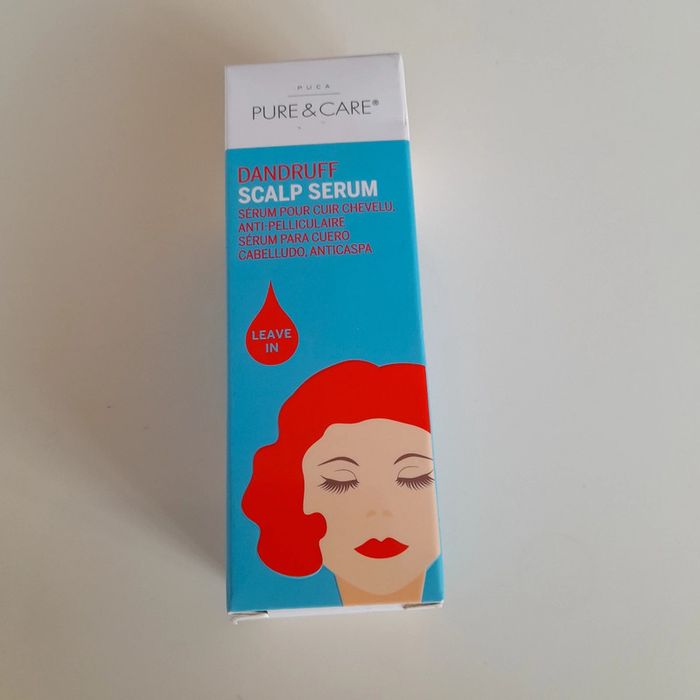 PUCA
PURE & CARE®
DANDRUFF
SCALP SERUM
SÉRUM POUR CUIR CHEVELU,
ANTI-PELLICULAIRE
SÉRUM PARA CUERO
CABELLUDO, ANTICASPA
LEAVE
IN